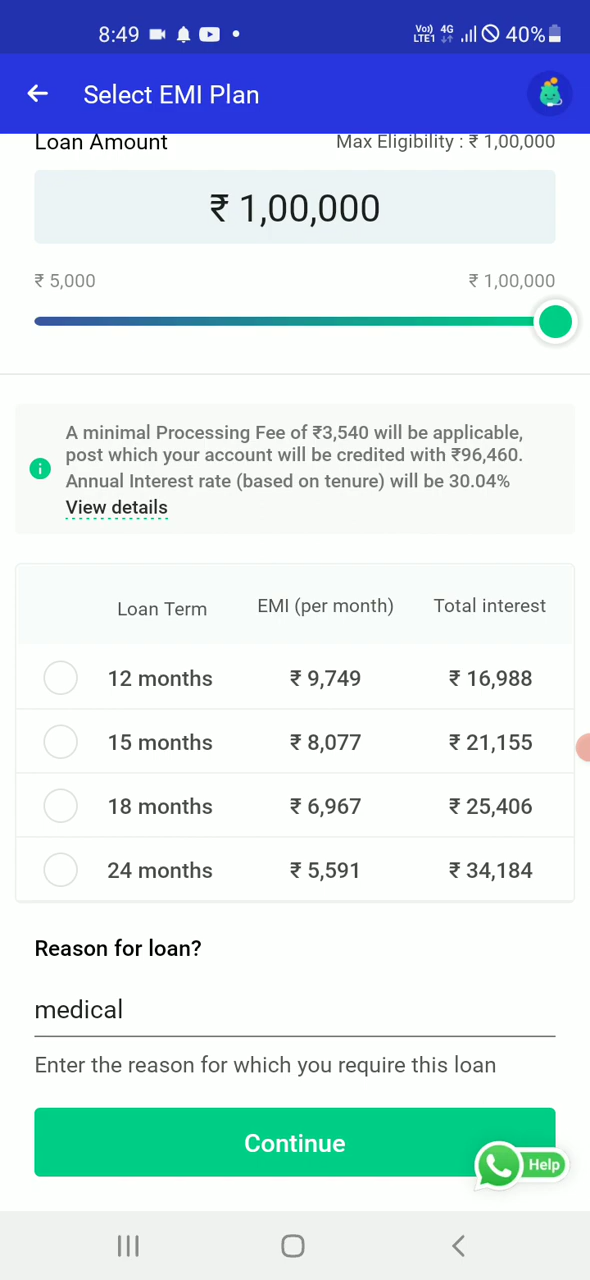 8:49 Vo)) LTE1 4G 40%
Select EMI Plan
Loan Amount Max Eligibility : ₹ 1,00,000
₹ 1,00,000
₹ 5,000 ₹ 1,00,000
A minimal Processing Fee of ₹3,540 will be applicable,
post which your account will be credited with ₹96,460.
Annual Interest rate (based on tenure) will be 30.04%
View details
Loan Term EMI (per month) Total interest
12 months ₹ 9,749 ₹ 16,988
15 months ₹ 8,077 ₹ 21,155
18 months ₹ 6,967 ₹ 25,406
24 months ₹ 5,591 ₹ 34,184
Reason for loan?
medical
Enter the reason for which you require this loan
Continue
Help